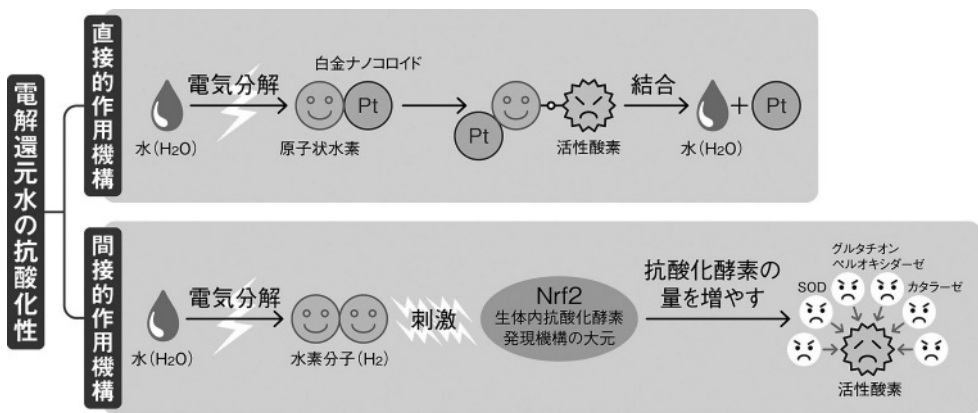 電解還元水の抗酸化性
直接的作用機構
水(H₂O)
電気分解
白金ナノコロイド
Pt
原子状水素
Pt
活性酸素
結合
水(H₂O)
+
Pt
間接的作用機構
水(H₂O)
電気分解
水素分子(H₂)
刺激
Nrf2
生体内抗酸化酵素
発現機構の大元
抗酸化酵素の
量を増やす
グルタチオン
ペルオキシダーゼ
SOD
カタラーゼ
活性酸素